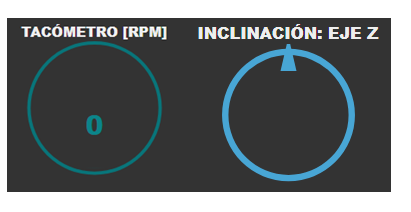 TACÓMETRO [RPM]
INCLINACIÓN: EJE Z
0